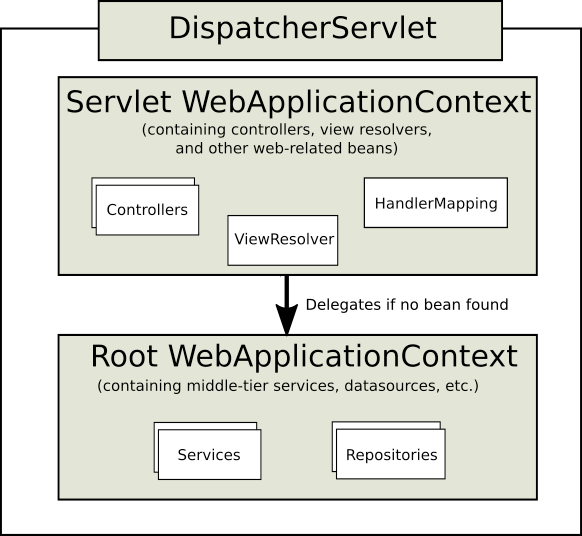 DispatcherServlet
Servlet WebApplicationContext
(containing controllers, view resolvers,
and other web-related beans)
Controllers
HandlerMapping
ViewResolver
Delegates if no bean found
Root WebApplicationContext
(containing middle-tier services, datasources, etc.)
Services
Repositories